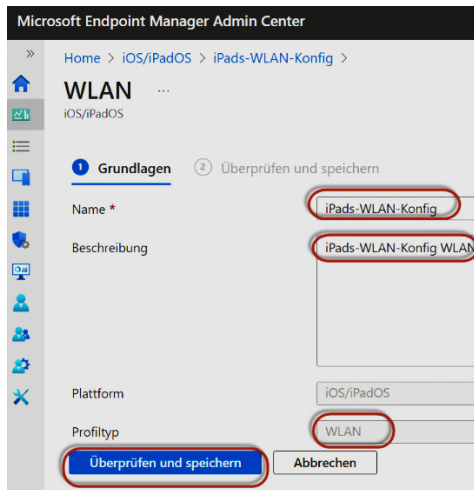 Microsoft Endpoint Manager Admin Center
Home > iOS/iPadOS > iPads-WLAN-Konfig >
WLAN ...
iOS/iPadOS
1 Grundlagen 2 Überprüfen und speichern
Name * iPads-WLAN-Konfig
Beschreibung iPads-WLAN-Konfig WLAN
Plattform iOS/iPadOS
Profiltyp WLAN
Überprüfen und speichern Abbrechen